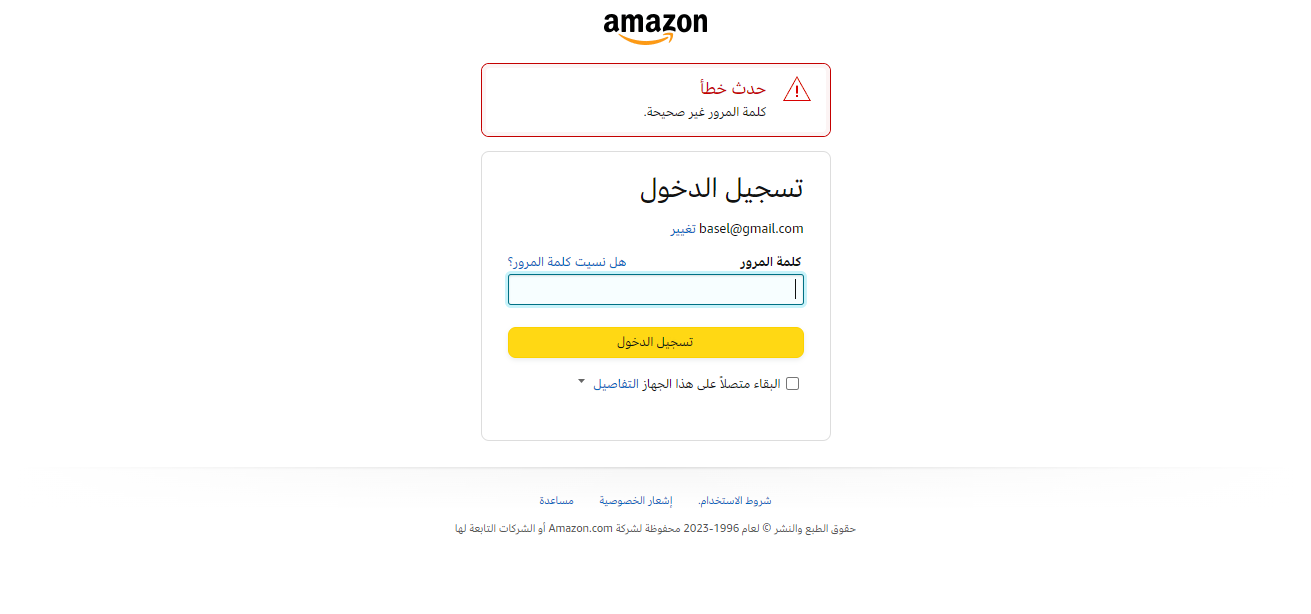 amazon
حدث خطأ
كلمة المرور غير صحيحة.
تسجيل الدخول
basel@gmail.com تغيير
كلمة المرور هل نسيت كلمة المرور؟
تسجيل الدخول
البقاء متصلاً على هذا الجهاز التفاصيل
شروط الاستخدام. إشعار الخصوصية مساعدة
حقوق الطبع والنشر © لعام 1996-2023 محفوظة لشركة Amazon.com أو الشركات التابعة لها